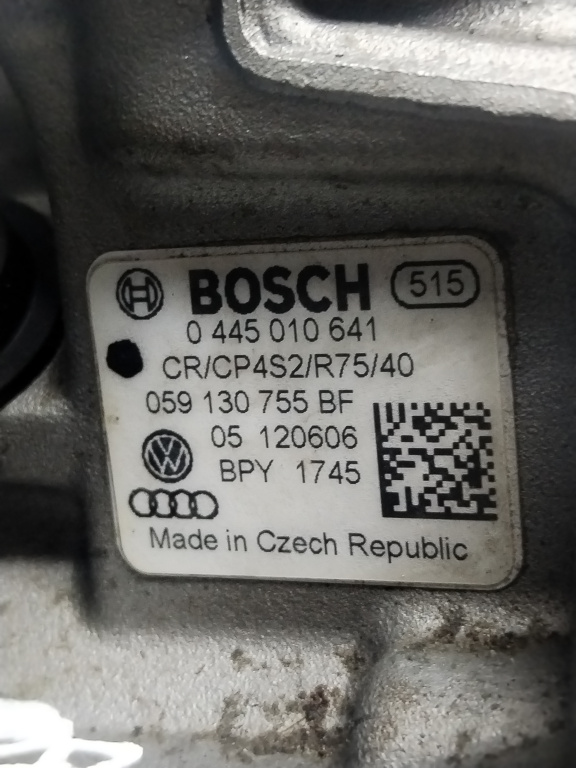 BOSCH 515
0 445 010 641
CR/CP4S2/R75/40
059 130 755 BF
05 120606
BPY 1745
Made in Czech Republic